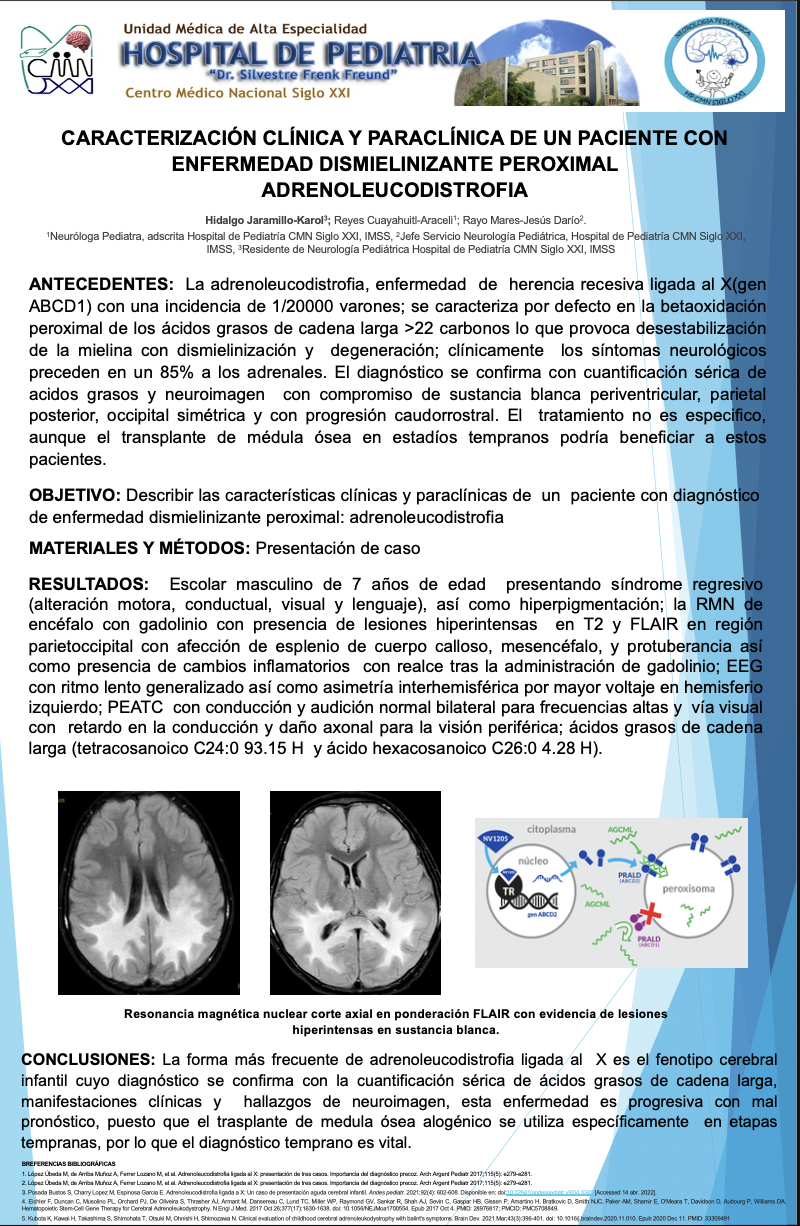 Unidad Médica de Alta Especialidad
HOSPITAL DE PEDIATRIA
"Dr. Silvestre Frenk Freund"
Centro Médico Nacional Siglo XXI
CMN
SXXI
NEUROLOGIA PEDIATRICA
HP CMN SIGLO XXI
CARACTERIZACIÓN CLÍNICA Y PARACLÍNICA DE UN PACIENTE CON
ENFERMEDAD DISMIELINIZANTE PEROXIMAL
ADRENOLEUCODISTROFIA
Hidalgo Jaramillo-Karol³; Reyes Cuayahuitl-Araceli¹; Rayo Mares-Jesús Darío².
¹Neuróloga Pediatra, adscrita Hospital de Pediatría CMN Siglo XXI, IMSS, ²Jefe Servicio Neurología Pediátrica, Hospital de Pediatría CMN Siglo XXI,
IMSS, ³Residente de Neurología Pediátrica Hospital de Pediatría CMN Siglo XXI, IMSS
ANTECEDENTES: La adrenoleucodistrofia, enfermedad de herencia recesiva ligada al X(gen
ABCD1) con una incidencia de 1/20000 varones; se caracteriza por defecto en la betaoxidación
peroximal de los ácidos grasos de cadena larga >22 carbonos lo que provoca desestabilización
de la mielina con dismielinización y degeneración; clínicamente los síntomas neurológicos
preceden en un 85% a los adrenales. El diagnóstico se confirma con cuantificación sérica de
acidos grasos y neuroimagen con compromiso de sustancia blanca periventricular, parietal
posterior, occipital simétrica y con progresión caudorrostral. El tratamiento no es especifico,
aunque el transplante de médula ósea en estadíos tempranos podría beneficiar a estos
pacientes.
OBJETIVO: Describir las características clínicas y paraclínicas de un paciente con diagnóstico
de enfermedad dismielinizante peroximal: adrenoleucodistrofia
MATERIALES Y MÉTODOS: Presentación de caso
RESULTADOS: Escolar masculino de 7 años de edad presentando síndrome regresivo
(alteración motora, conductual, visual y lenguaje), así como hiperpigmentación; la RMN de
encéfalo con gadolinio con presencia de lesiones hiperintensas en T2 y FLAIR en región
parietoccipital con afección de esplenio de cuerpo calloso, mesencéfalo, y protuberancia así
como presencia de cambios inflamatorios con realce tras la administración de gadolinio; EEG
con ritmo lento generalizado así como asimetría interhemisférica por mayor voltaje en hemisferio
izquierdo; PEATC con conducción y audición normal bilateral para frecuencias altas y vía visual
con retardo en la conducción y daño axonal para la visión periférica; ácidos grasos de cadena
larga (tetracosanoico C24:0 93.15 H y ácido hexacosanoico C26:0 4.28 H).
NV1205
citoplasma
AGCML
núcleo
TR
gen ABCD2
PRALD
(ABCD2)
peroxisoma
AGCML
PRALD
(ABCD1)
Resonancia magnética nuclear corte axial en ponderación FLAIR con evidencia de lesiones
hiperintensas en sustancia blanca.
CONCLUSIONES: La forma más frecuente de adrenoleucodistrofia ligada al X es el fenotipo cerebral
infantil cuyo diagnóstico se confirma con la cuantificación sérica de ácidos grasos de cadena larga,
manifestaciones clínicas y hallazgos de neuroimagen, esta enfermedad es progresiva con mal
pronóstico, puesto que el trasplante de medula ósea alogénico se utiliza específicamente en etapas
tempranas, por lo que el diagnóstico temprano es vital.
BREFERENCIAS BIBLIOGRÁFICAS
1. López Úbeda M, de Arriba Muñoz A, Ferrer Lozano M, et al. Adrenoleucodistrofia ligada al X: presentación de tres casos. Importancia del diagnóstico precoz. Arch Argent Pediatr 2017;115(5): e279-e281.
2. López Úbeda M, de Arriba Muñoz A, Ferrer Lozano M, et al. Adrenoleucodistrofia ligada al X: presentación de tres casos. Importancia del diagnóstico precoz. Arch Argent Pediatr 2017;115(5): e279-e281.
3. Posada Bustos S, Charry Lopez M, Espinosa García E. Adrenoleucodistrofia ligada a X: Un caso de presentación aguda cerebral infantil. Andes pediatr. 2021;92(4): 602-608. Disponible en: doi: [Accessed 14 abr. 2022].
4. Eichler F, Duncan C, Musolino PL, Orchard PJ, De Oliveira S, Thrasher AJ, Armant M, Dansereau C, Lund TC, Miller WP, Raymond GV, Sankar R, Shah AJ, Sevin C, Gaspar HB, Gissen P, Amartino H, Bratkovic D, Smith NJC, Paker AM, Shamir E, O'Meara T, Davidson D, Aubourg P, Williams DA.
Hematopoietic Stem-Cell Gene Therapy for Cerebral Adrenoleukodystrophy. N Engl J Med. 2017 Oct 26;377(17):1630-1638. doi: 10.1056/NEJMoa1700554. Epub 2017 Oct 4. PMID: 28976817; PMCID: PMC5708849.
5. Kubota K, Kawai H, Takashima S, Shimohata T, Otsuki M, Ohnishi H, Shimozawa N. Clinical evaluation of childhood cerebral adrenoleukodystrophy with balint's symptoms. Brain Dev. 2021 Mar;43(3):396-401. doi: 10.1016/j.braindev.2020.11.010. Epub 2020 Dec 11. PMID: 33309491